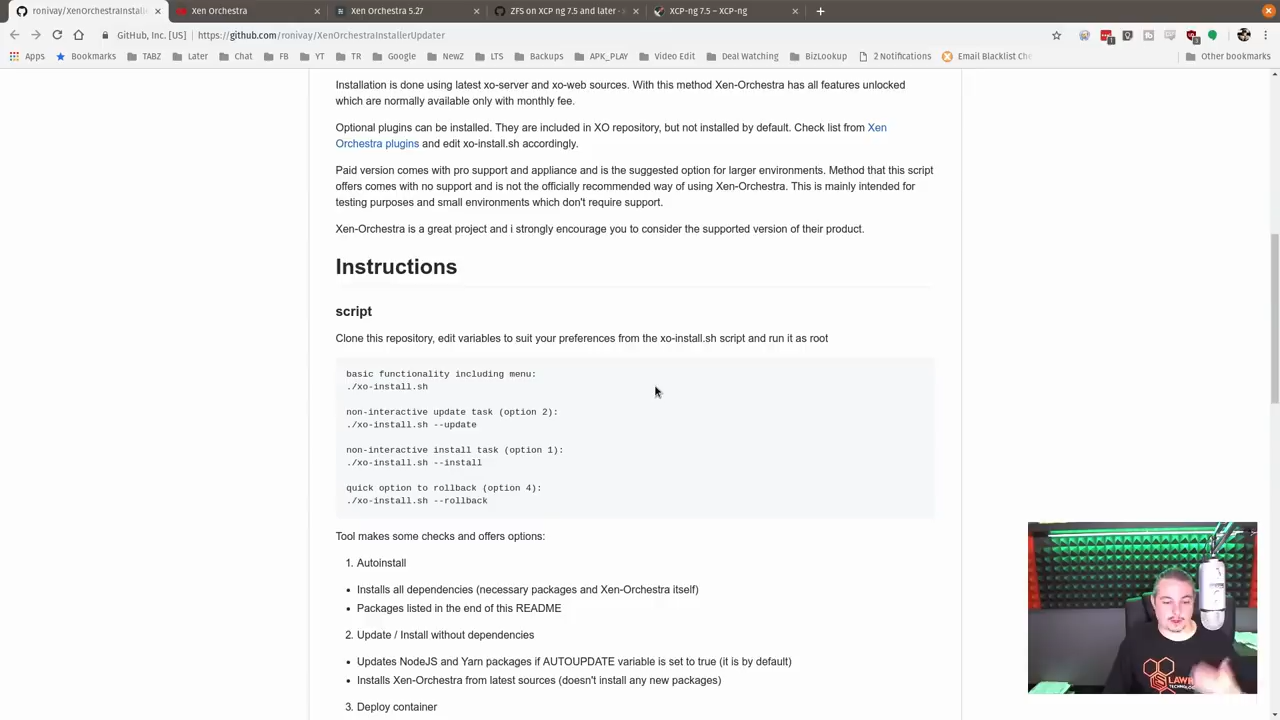 ronivay/XenOrchestraInstalle
Xen Orchestra
Xen Orchestra 5.27
ZFS on XCP ng 7.5 and later
XCP-ng 7.5 – XCP-ng
GitHub, Inc. [US]
https://github.com/ronivay/XenOrchestraInstallerUpdater
Apps
Bookmarks
TABZ
Later
Chat
FB
YT
TR
Google
NewZ
LTS
Backups
APK_PLAY
Video Edit
Deal Watching
BizLookup
2 Notifications
Email Blacklist Che
Other bookmarks
Installation is done using latest xo-server and xo-web sources. With this method Xen-Orchestra has all features unlocked
which are normally available only with monthly fee.
Optional plugins can be installed. They are included in XO repository, but not installed by default. Check list from Xen
Orchestra plugins and edit xo-install.sh accordingly.
Paid version comes with pro support and appliance and is the suggested option for larger environments. Method that this script
offers comes with no support and is not the officially recommended way of using Xen-Orchestra. This is mainly intended for
testing purposes and small environments which don't require support.
Xen-Orchestra is a great project and i strongly encourage you to consider the supported version of their product.
Instructions
script
Clone this repository, edit variables to suit your preferences from the xo-install.sh script and run it as root
basic functionality including menu:
./xo-install.sh
non-interactive update task (option 2):
./xo-install.sh --update
non-interactive install task (option 1):
./xo-install.sh --install
quick option to rollback (option 4):
./xo-install.sh --rollback
Tool makes some checks and offers options:
1. Autoinstall
• Installs all dependencies (necessary packages and Xen-Orchestra itself)
• Packages listed in the end of this README
2. Update / Install without dependencies
• Updates NodeJS and Yarn packages if AUTOUPDATE variable is set to true (it is by default)
• Installs Xen-Orchestra from latest sources (doesn't install any new packages)
3. Deploy container